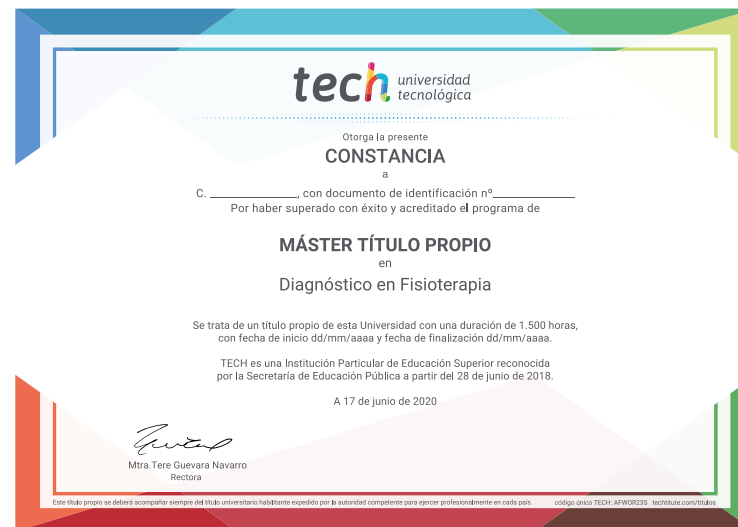 tech universidad
tecnológica
Otorga la presente
CONSTANCIA
a
C. ______________, con documento de identificación nº______________
Por haber superado con éxito y acreditado el programa de
MÁSTER TÍTULO PROPIO
en
Diagnóstico en Fisioterapia
Se trata de un título propio de esta Universidad con una duración de 1.500 horas,
con fecha de inicio dd/mm/aaaa y fecha de finalización dd/mm/aaaa.
TECH es una Institución Particular de Educación Superior reconocida
por la Secretaría de Educación Pública a partir del 28 de junio de 2018.
A 17 de junio de 2020
Mtra.Tere Guevara Navarro
Rectora
Este título propio se deberá acompañar siempre del título universitario habilitante expedido por la autoridad competente para ejercer profesionalmente en cada país. código único TECH: AFWOR23S techtitute.com/titulos